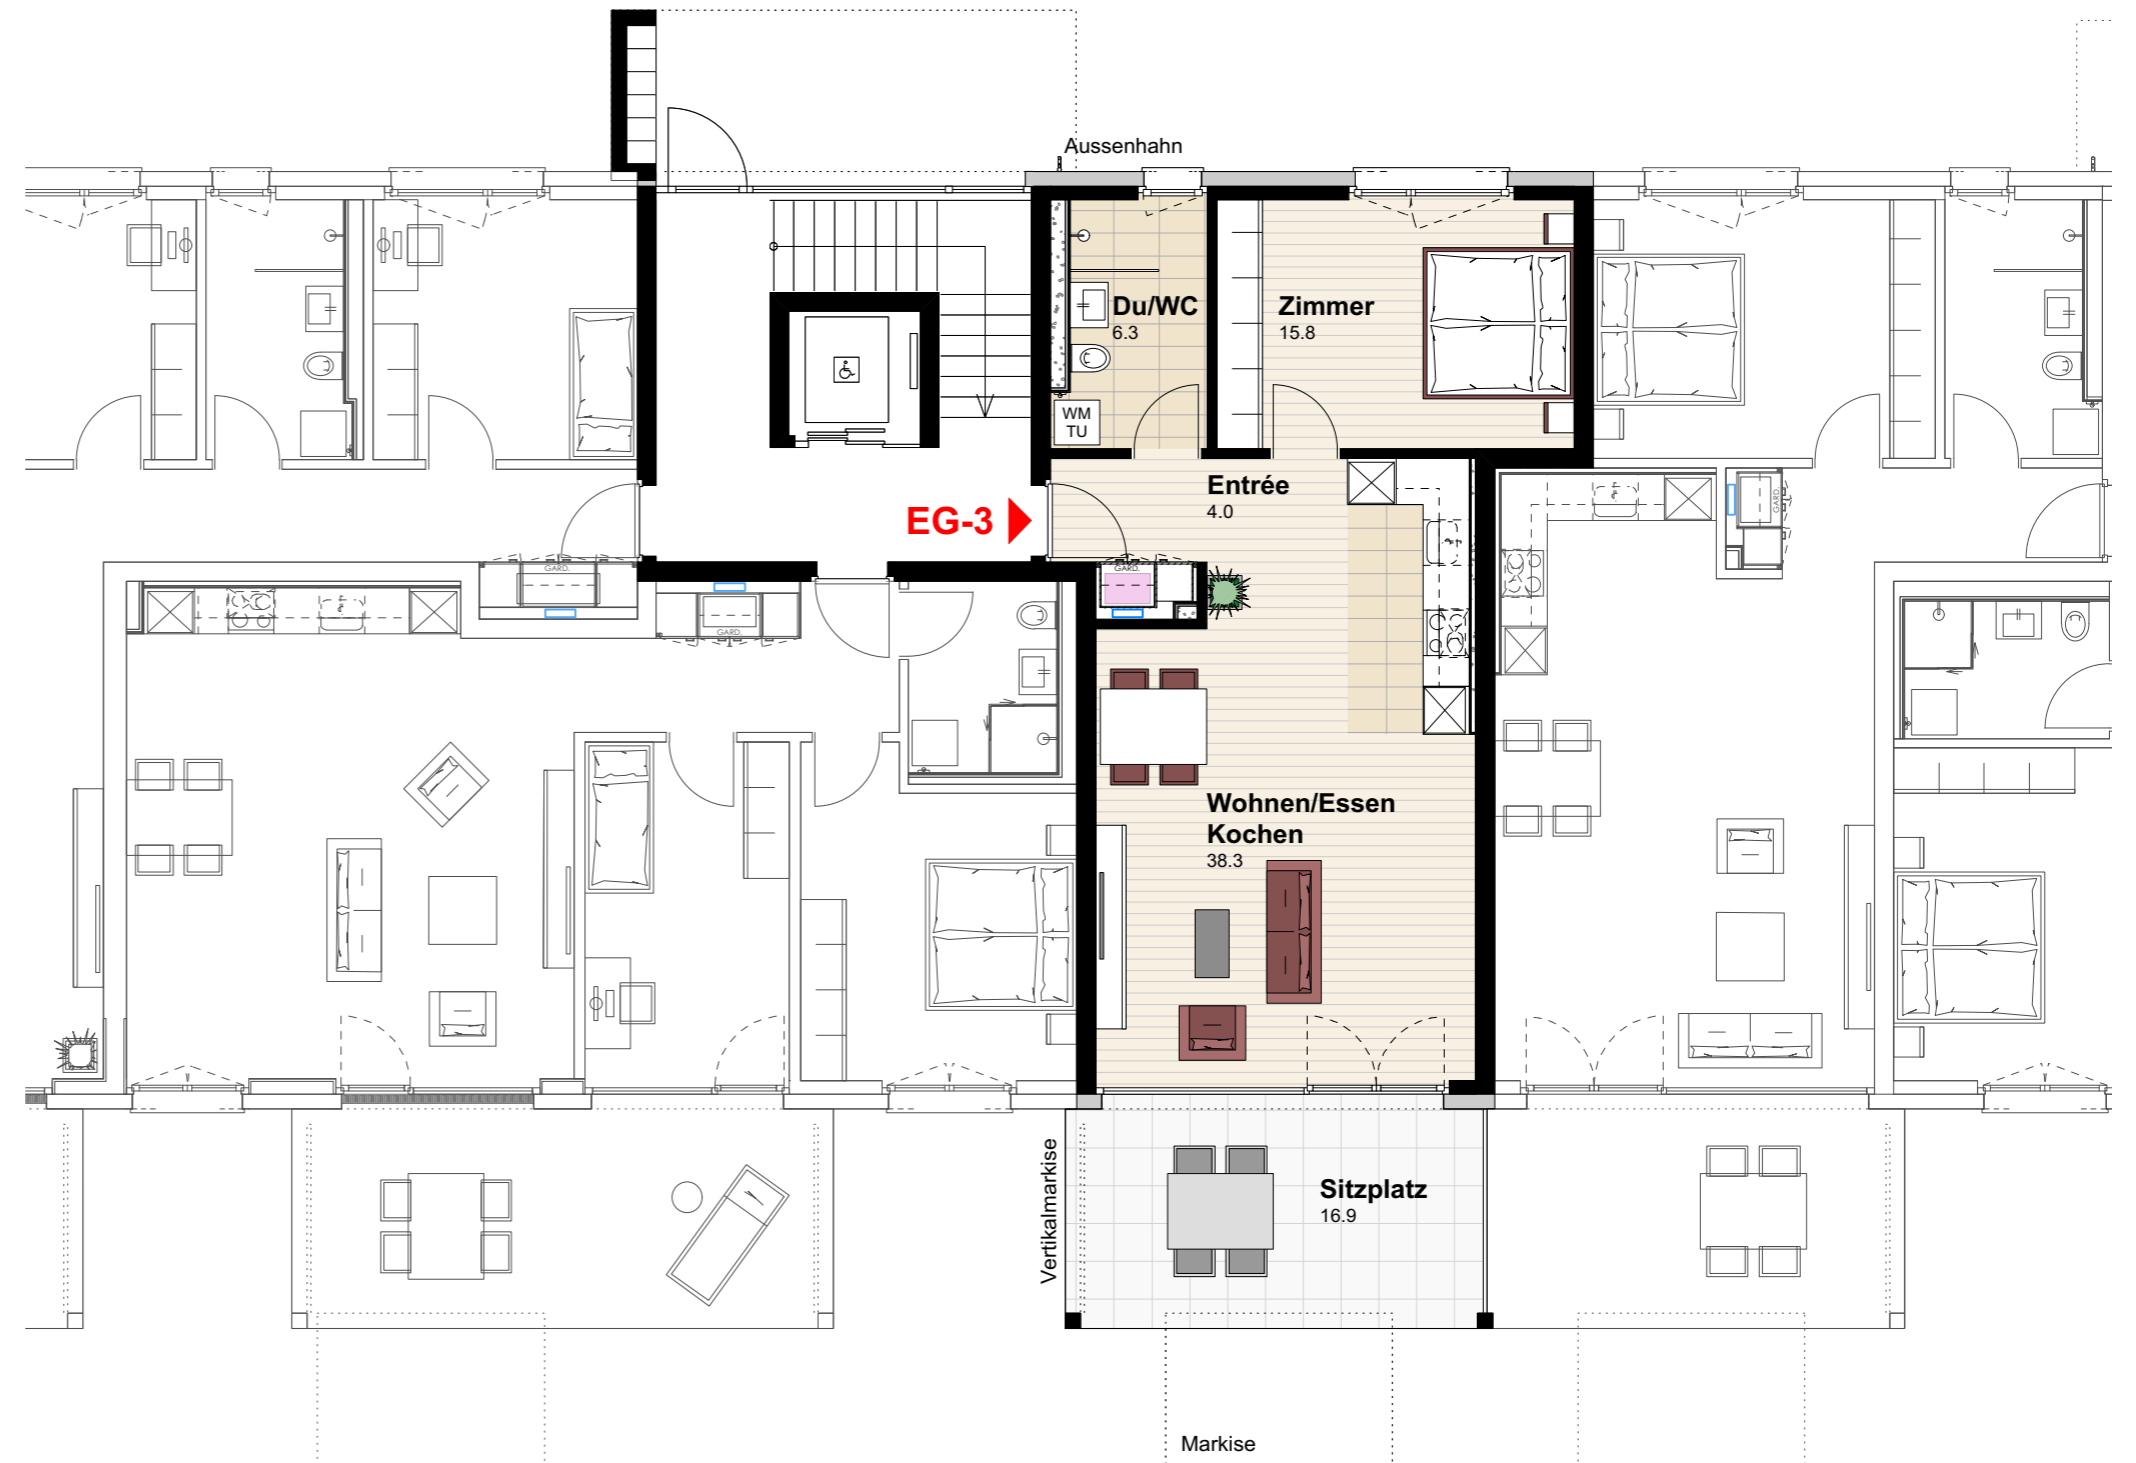 Aussenhahn
Du/WC
6.3
Zimmer
15.8
WM
TU
Entrée
4.0
EG-3
GARD.
GARD.
GARD.
GARD.
Wohnen/Essen
Kochen
38.3
Vertikalmarkise
Sitzplatz
16.9
Markise